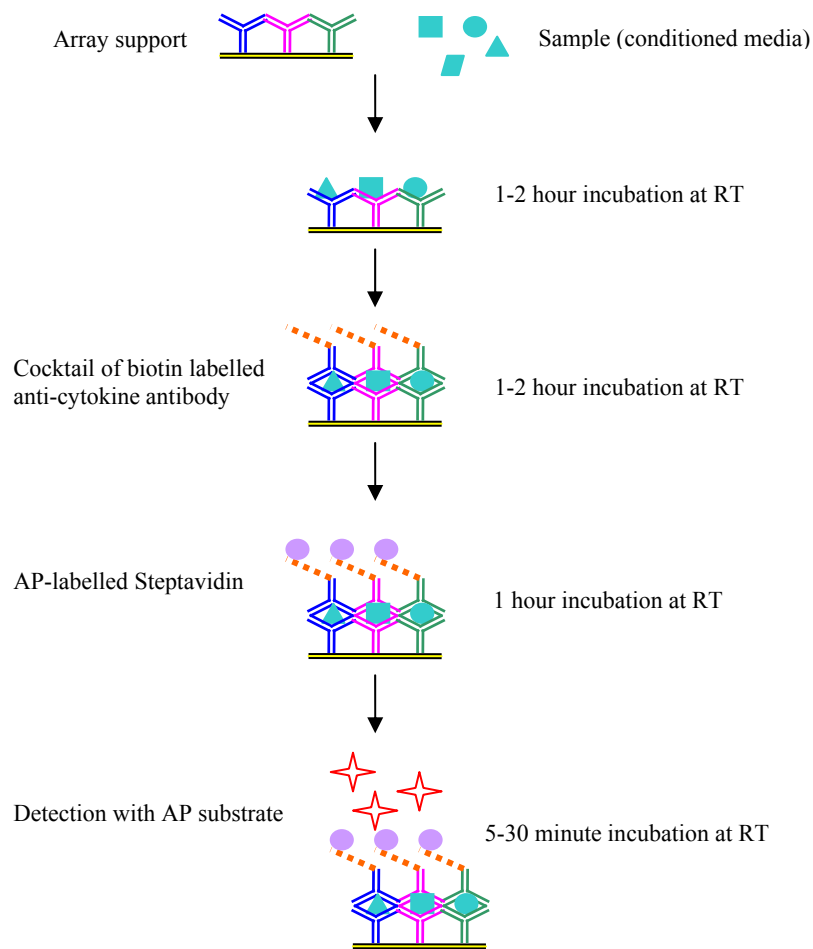 Array support
Sample (conditioned media)
1-2 hour incubation at RT
Cocktail of biotin labelled
anti-cytokine antibody
1-2 hour incubation at RT
AP-labelled Steptavidin
1 hour incubation at RT
Detection with AP substrate
5-30 minute incubation at RT